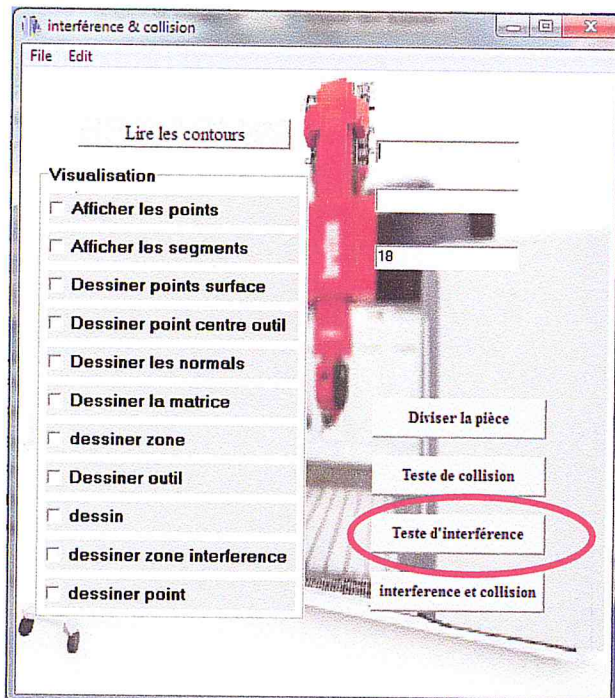 interférence & collision
File Edit
Lire les contours
Visualisation
Afficher les points
Afficher les segments
18
Dessiner points surface
Dessiner point centre outil
Dessiner les normals
Dessiner la matrice
Diviser la pièce
dessiner zone
Dessiner outil
Teste de collision
dessin
Teste d'interférence
dessiner zone interference
dessiner point
interference et collision